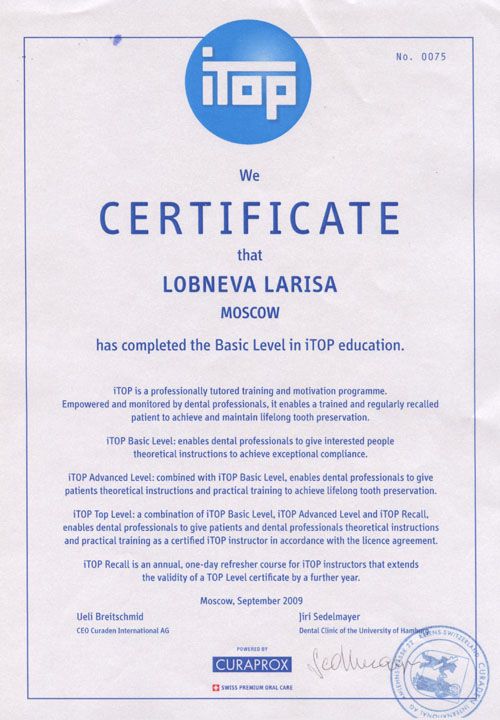 iTop
No. 0075
We
CERTIFICATE
that
LOBNEVA LARISA
MOSCOW
has completed the Basic Level in iTOP education.
iTOP is a professionally tutored training and motivation programme.
Empowered and monitored by dental professionals, it enables a trained and regularly recalled
patient to achieve and maintain lifelong tooth preservation.
iTOP Basic Level: enables dental professionals to give interested people
theoretical instructions to achieve exceptional compliance.
iTOP Advanced Level: combined with iTOP Basic Level, enables dental professionals to give
patients theoretical instructions and practical training to achieve lifelong tooth preservation.
iTOP Top Level: a combination of iTOP Basic Level, iTOP Advanced Level and iTOP Recall,
enables dental professionals to give patients and dental professionals theoretical instructions
and practical training as a certified iTOP instructor in accordance with the licence agreement.
iTOP Recall is an annual, one-day refresher course for iTOP instructors that extends
the validity of a TOP Level certificate by a further year.
Moscow, September 2009
Ueli Breitschmid
CEO Curaden International AG
Jiri Sedelmayer
Dental Clinic of the University of Hamburg
POWERED BY
CURAPROX
SWISS PREMIUM ORAL CARE
CURADEN INTERNATIONAL AG
KRIENS-SWITZERLAND